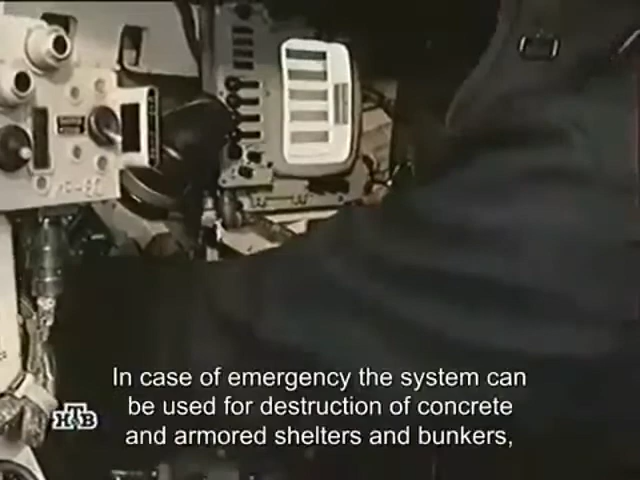 In case of emergency the system can
be used for destruction of concrete
and armored shelters and bunkers,
НТВ